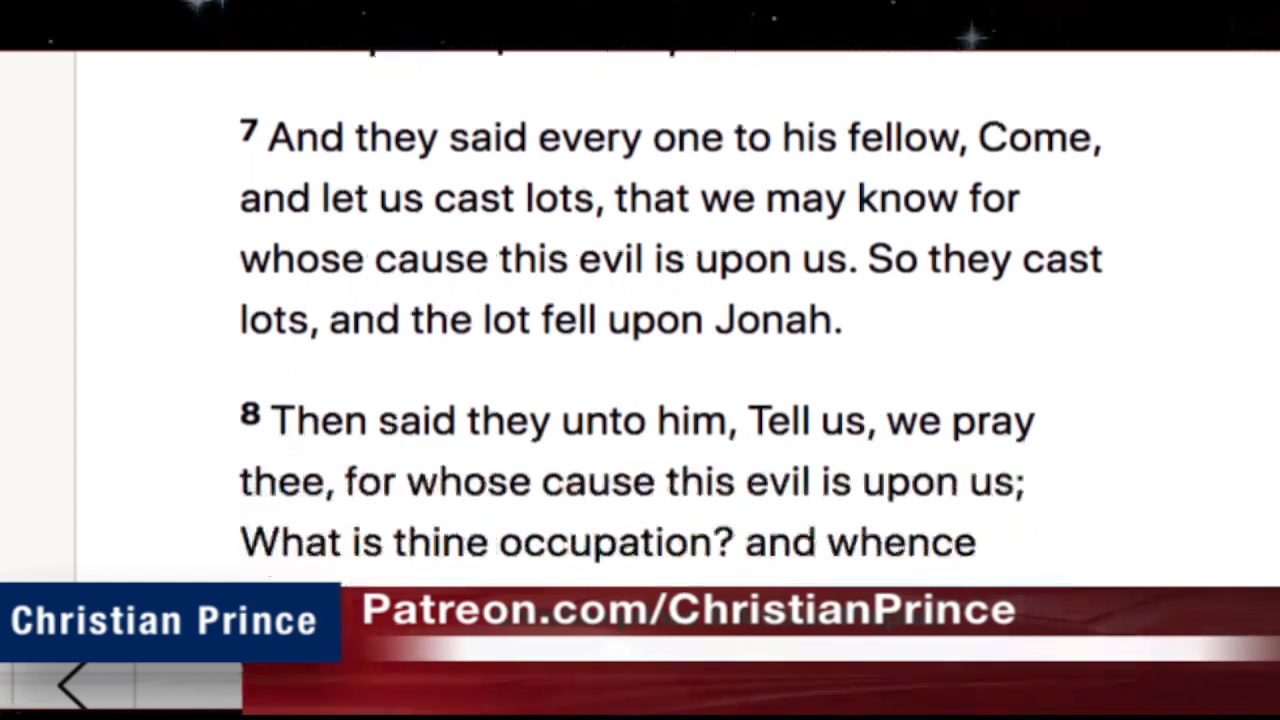 7 And they said every one to his fellow, Come,
and let us cast lots, that we may know for
whose cause this evil is upon us. So they cast
lots, and the lot fell upon Jonah.
8 Then said they unto him, Tell us, we pray
thee, for whose cause this evil is upon us;
What is thine occupation? and whence
Christian Prince
Patreon.com/ChristianPrince